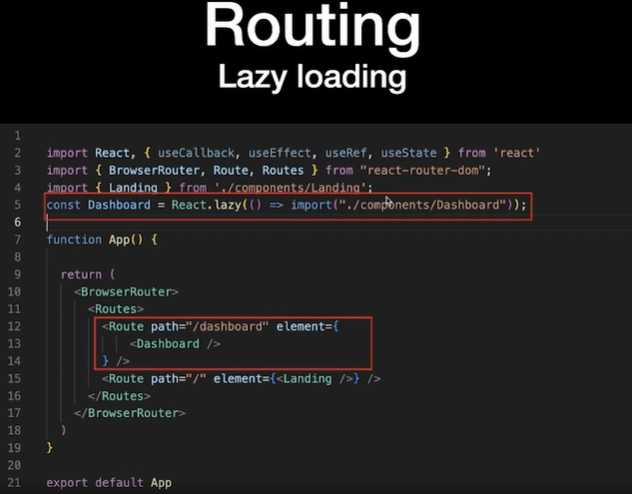 Routing
Lazy loading
1
2 import React, { useCallback, useEffect, useRef, useState } from 'react'
3 import { BrowserRouter, Route, Routes } from "react-router-dom";
4 import { Landing } from './components/Landing';
5 const Dashboard = React.lazy(() => import("./components/Dashboard"));
6
7 function App() {
8
9 return (
10 <BrowserRouter>
11 <Routes>
12 <Route path="/dashboard" element={
13 <Dashboard />
14 } />
15 <Route path="/" element={<Landing />} />
16 </Routes>
17 </BrowserRouter>
18 )
19 }
20
21 export default App